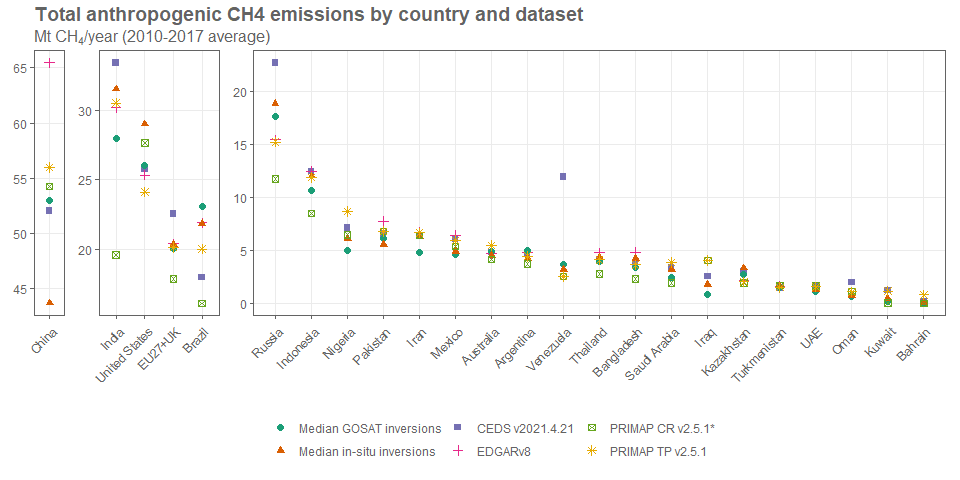 Total anthropogenic CH4 emissions by country and dataset
Mt CH₄/year (2010-2017 average)
65
60
55
50
45
30
25
20
20
15
10
5
0
China
India
United States
EU27+UK
Brazil
Russia
Indonesia
Nigeria
Pakistan
Iran
Mexico
Australia
Argentina
Venezuela
Thailand
Bangladesh
Saudi Arabia
Iraq
Kazakhstan
Turkmenistan
UAE
Oman
Kuwait
Bahrain
Median GOSAT inversions
CEDS v2021.4.21
PRIMAP CR v2.5.1*
Median in-situ inversions
EDGARv8
PRIMAP TP v2.5.1